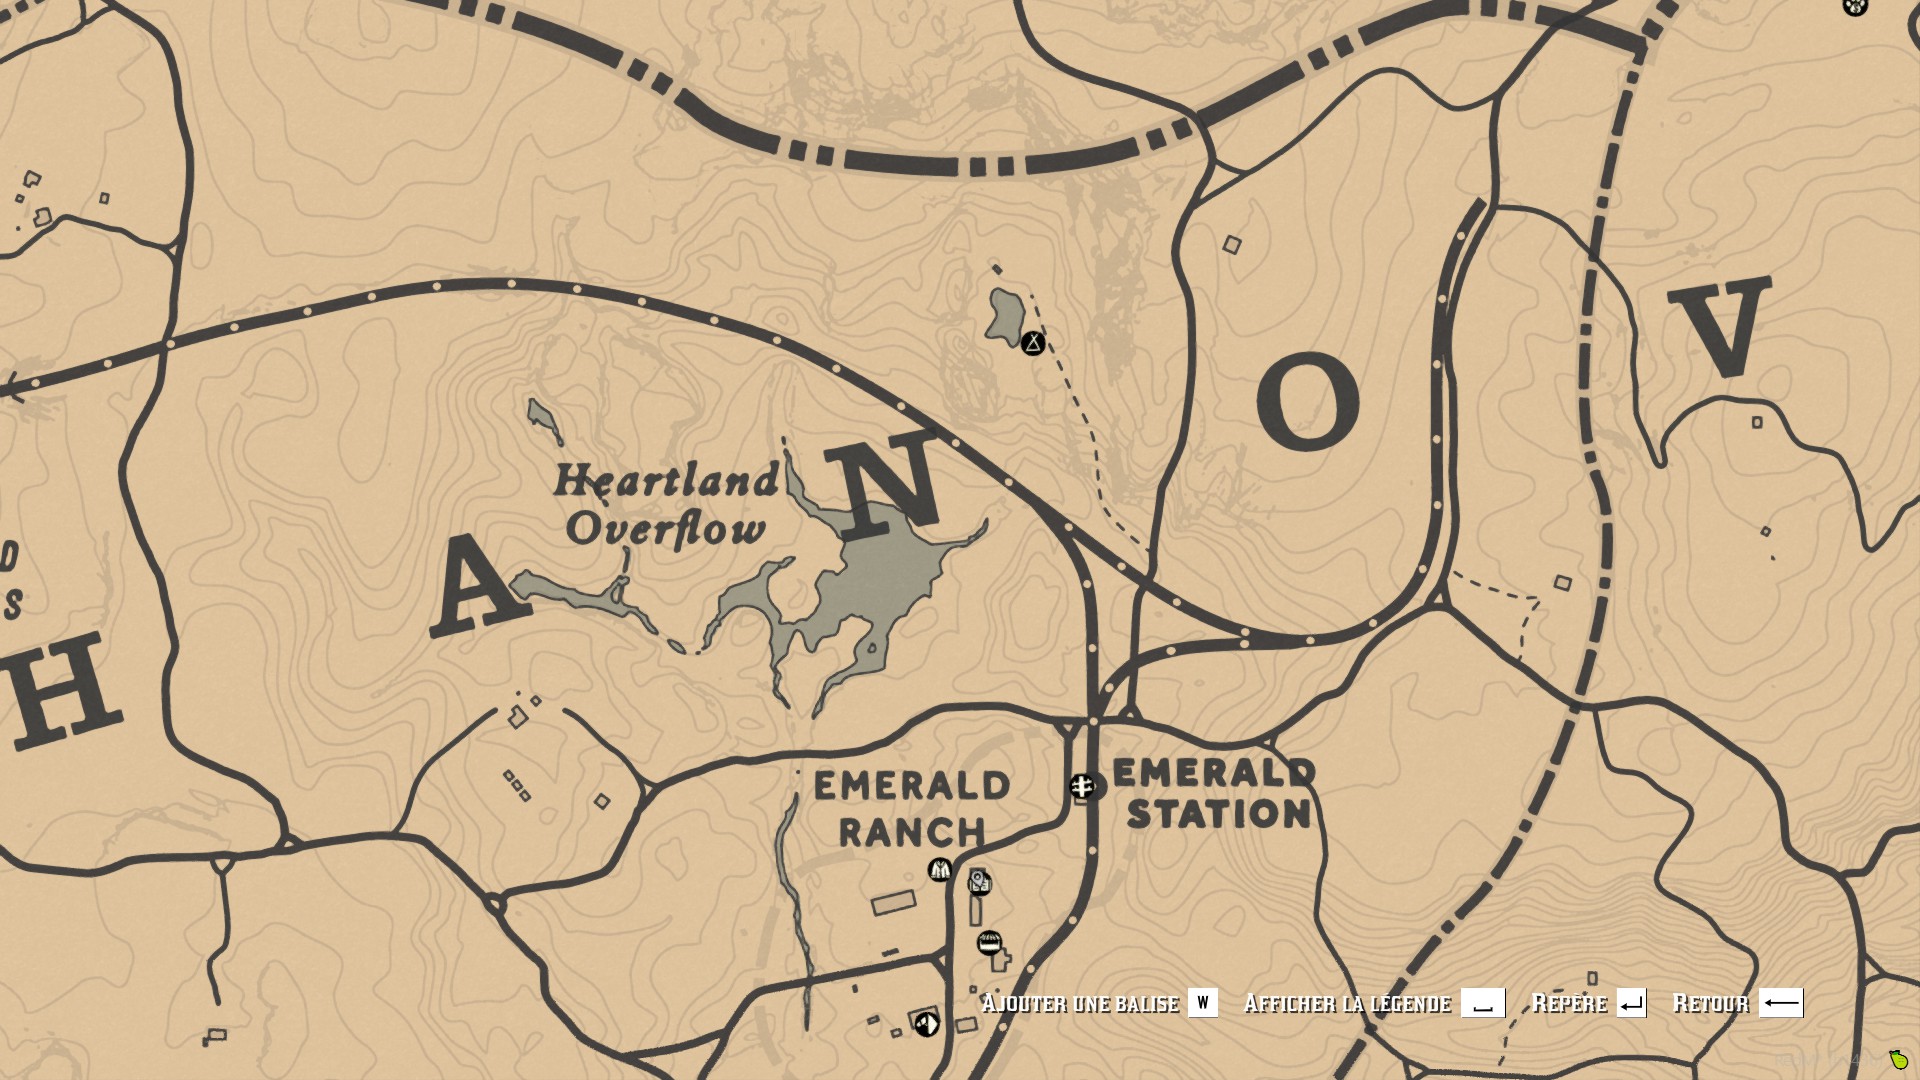 V
O
N
Heartland
Overflow
A
D
S
H
EMERALD
RANCH
EMERALD
STATION
AJOUTER UNE BALISE W AFFICHER LA LÉGENDE REPÈRE RETOUR